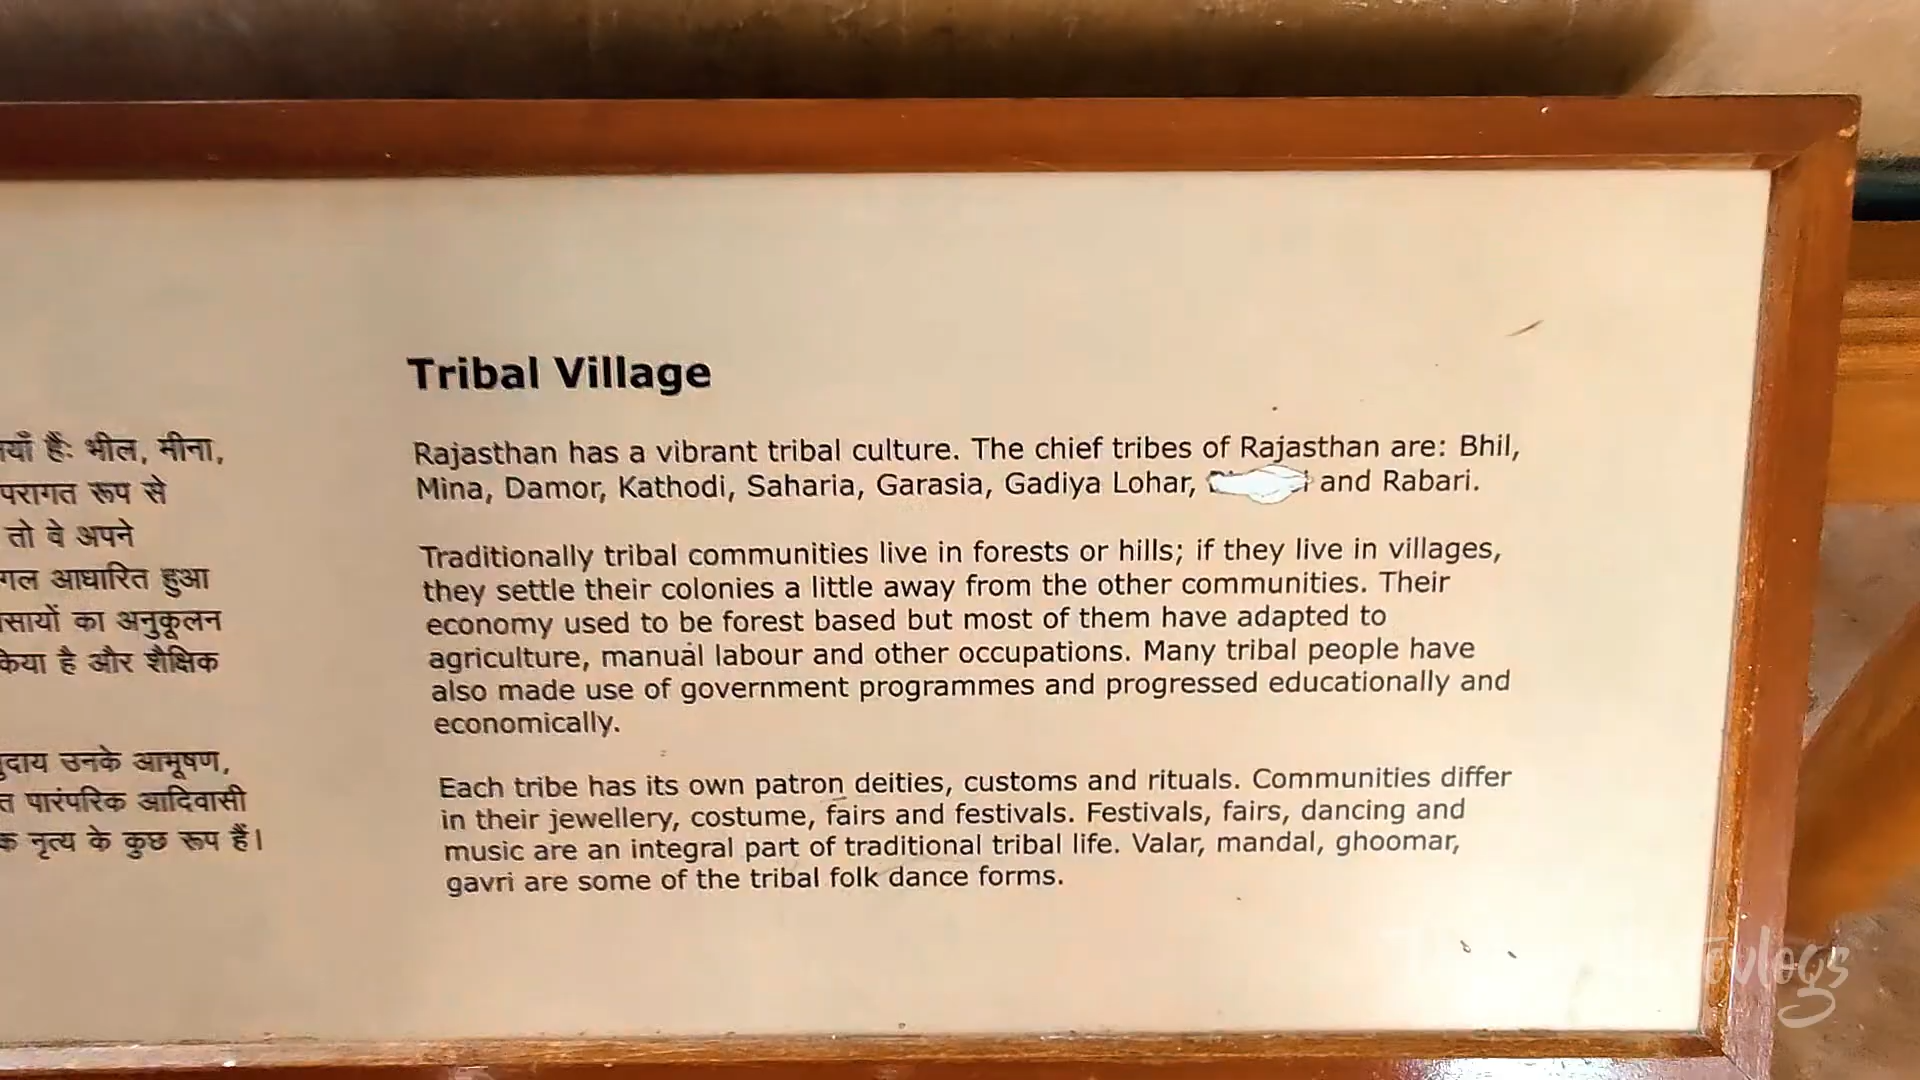 याँ हैंः भील, मीना,
परागत रूप से
तो वे अपने
गल आधारित हुआ
सायों का अनुकूलन
किया है और शैक्षिक
ुदाय उनके आभूषण,
त पारंपरिक आदिवासी
क नृत्य के कुछ रूप हैं।
Tribal Village
Rajasthan has a vibrant tribal culture. The chief tribes of Rajasthan are: Bhil,
Mina, Damor, Kathodi, Saharia, Garasia, Gadiya Lohar, and Rabari.
Traditionally tribal communities live in forests or hills; if they live in villages,
they settle their colonies a little away from the other communities. Their
economy used to be forest based but most of them have adapted to
agriculture, manual labour and other occupations. Many tribal people have
also made use of government programmes and progressed educationally and
economically.
Each tribe has its own patron deities, customs and rituals. Communities differ
in their jewellery, costume, fairs and festivals. Festivals, fairs, dancing and
music are an integral part of traditional tribal life. Valar, mandal, ghoomar,
gavri are some of the tribal folk dance forms.